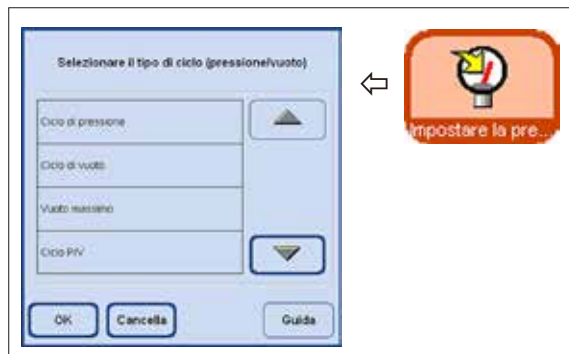 Selezionare il tipo di ciclo (pressione/vuoto)
Ciclo di pressione
Ciclo di vuoto
Vuoto massimo
Ciclo P/V
OK
Cancella
Guida
Impostare la pre...